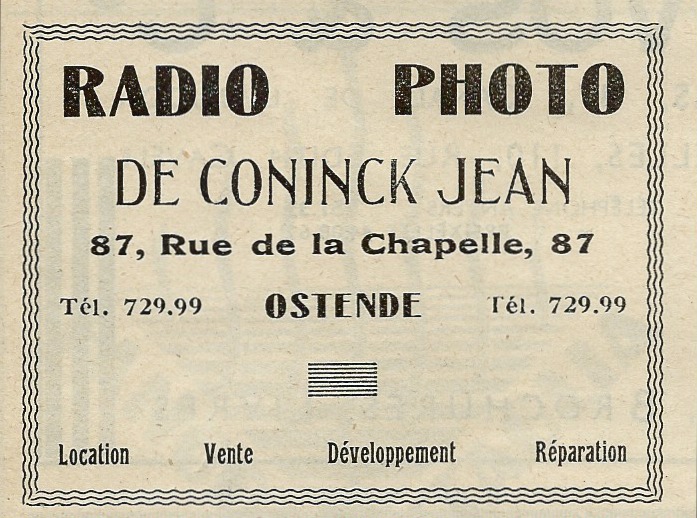 RADIO PHOTO
DE CONINCK JEAN
87, Rue de la Chapelle, 87
Tél. 729.99 OSTENDE Tél. 729.99
Location Vente Développement Réparation